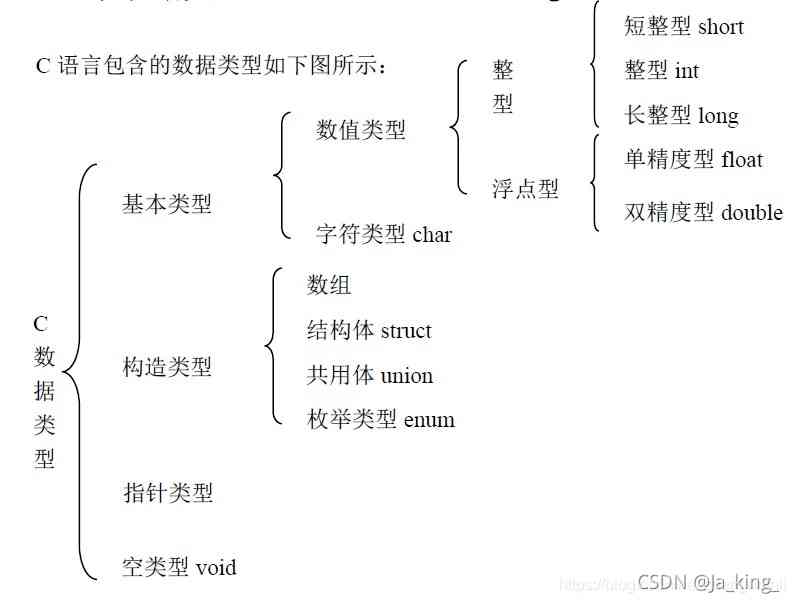 C 语言包含的数据类型如下图所示：
C
数
据
类
型
基本类型
数值类型
整
型
短整型 short
整型 int
长整型 long
浮点型
单精度型 float
双精度型 double
字符类型 char
构造类型
数组
结构体 struct
共用体 union
枚举类型 enum
指针类型
空类型 void
CSDN @Ja_king_